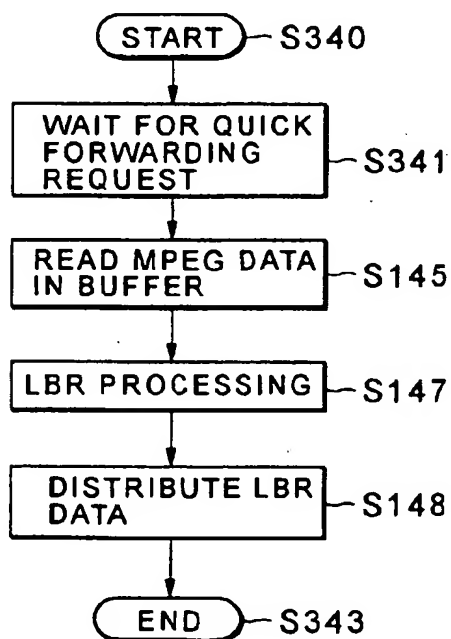 START S340
WAIT FOR QUICK
FORWARDING
REQUEST
S341
READ MPEG DATA
IN BUFFER
S145
LBR PROCESSING S147
DISTRIBUTE LBR
DATA
S148
END S343